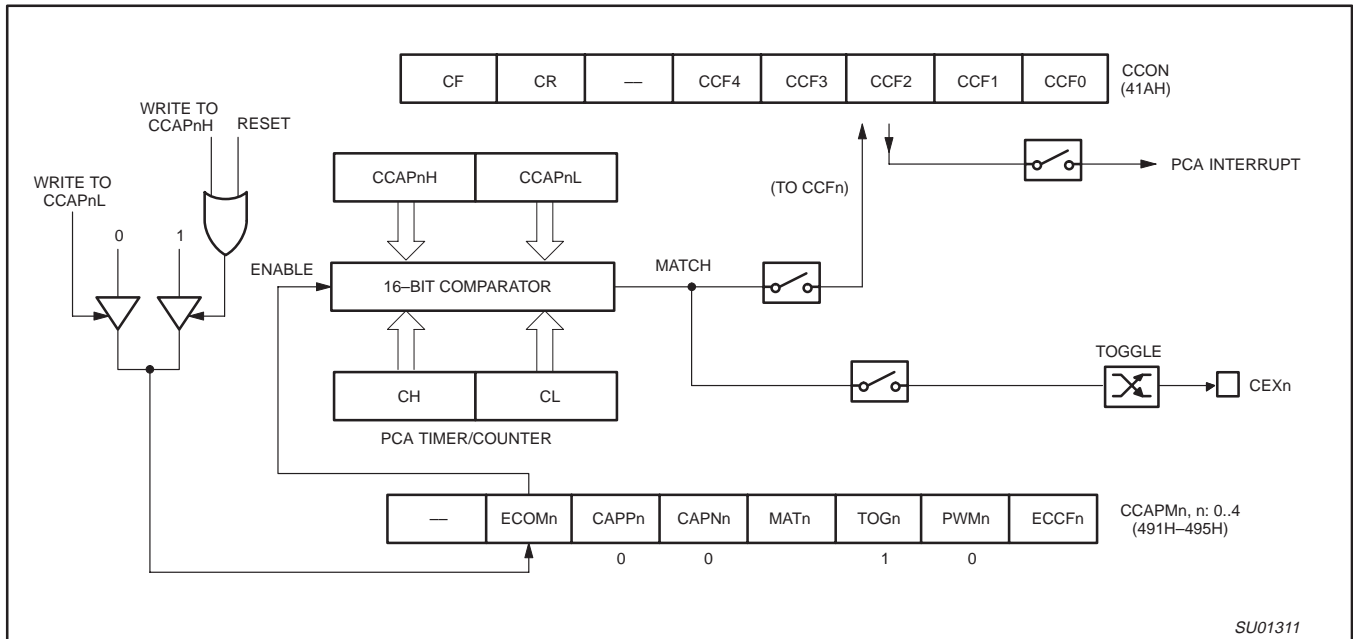 CF CR — CCF4 CCF3 CCF2 CCF1 CCF0
CCON
(41AH)
WRITE TO
CCAPnH
RESET
WRITE TO
CCAPnL
0 1
CCAPnH CCAPnL
(TO CCFn)
PCA INTERRUPT
ENABLE
16–BIT COMPARATOR
MATCH
TOGGLE
CH CL
CEXn
PCA TIMER/COUNTER
— ECOMn CAPPn CAPNn MATn TOGn PWMn ECCFn
CCAPMn, n: 0..4
(491H–495H)
0 0 1 0
SU01311